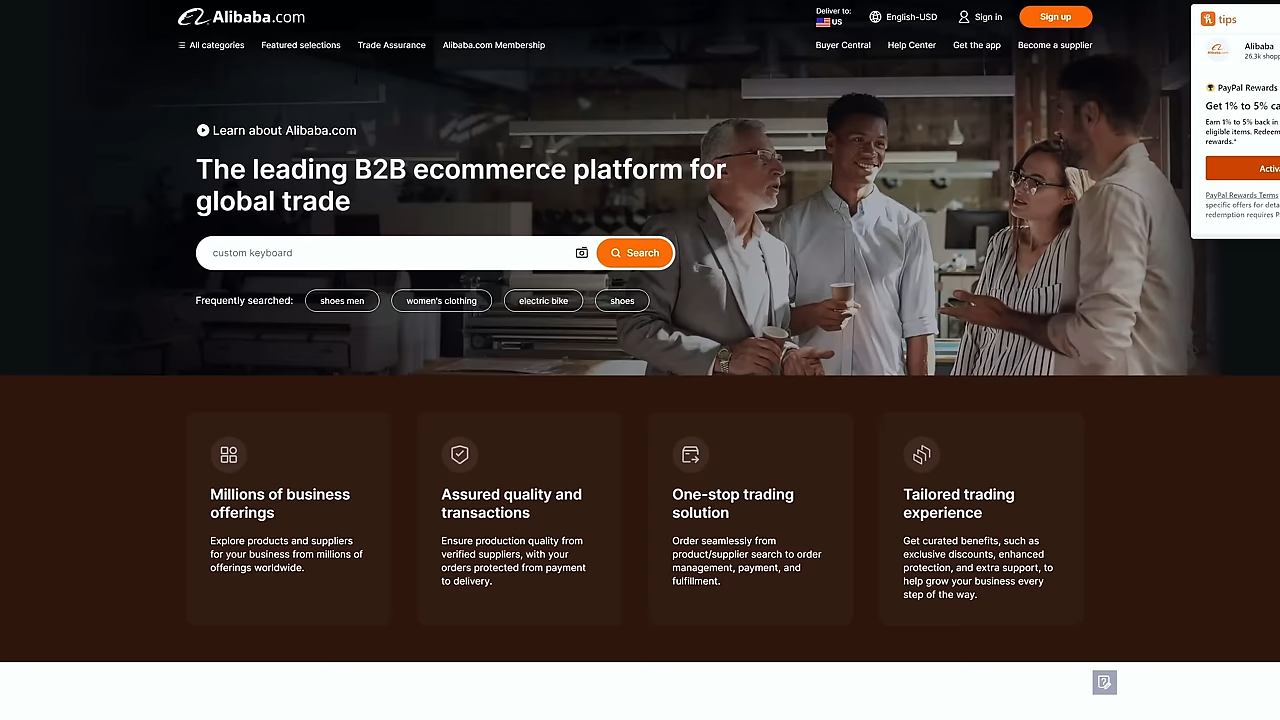 Alibaba.com
Deliver to:
US
English-USD
Sign in
Sign up
All categories
Featured selections
Trade Assurance
Alibaba.com Membership
Buyer Central
Help Center
Get the app
Become a supplier
Learn about Alibaba.com
The leading B2B ecommerce platform for
global trade
custom keyboard
Search
Frequently searched:
shoes men
women's clothing
electric bike
shoes
tips
Alibaba
26.3k
PayPal Rewards
Get 1% to 5%
Earn 1% to 5% back in
eligible items.
rewards.*
PayPal Rewards Terms
specific offers for
redemption requires
Millions of business
offerings
Explore products and suppliers
for your business from millions of
offerings worldwide.
Assured quality and
transactions
Ensure production quality from
verified suppliers, with your
orders protected from payment
to delivery.
One-stop trading
solution
Order seamlessly from
product/supplier search to order
management, payment, and
fulfillment.
Tailored trading
experience
Get curated benefits, such as
exclusive discounts, enhanced
protection, and extra support, to
help grow your business every
step of the way.